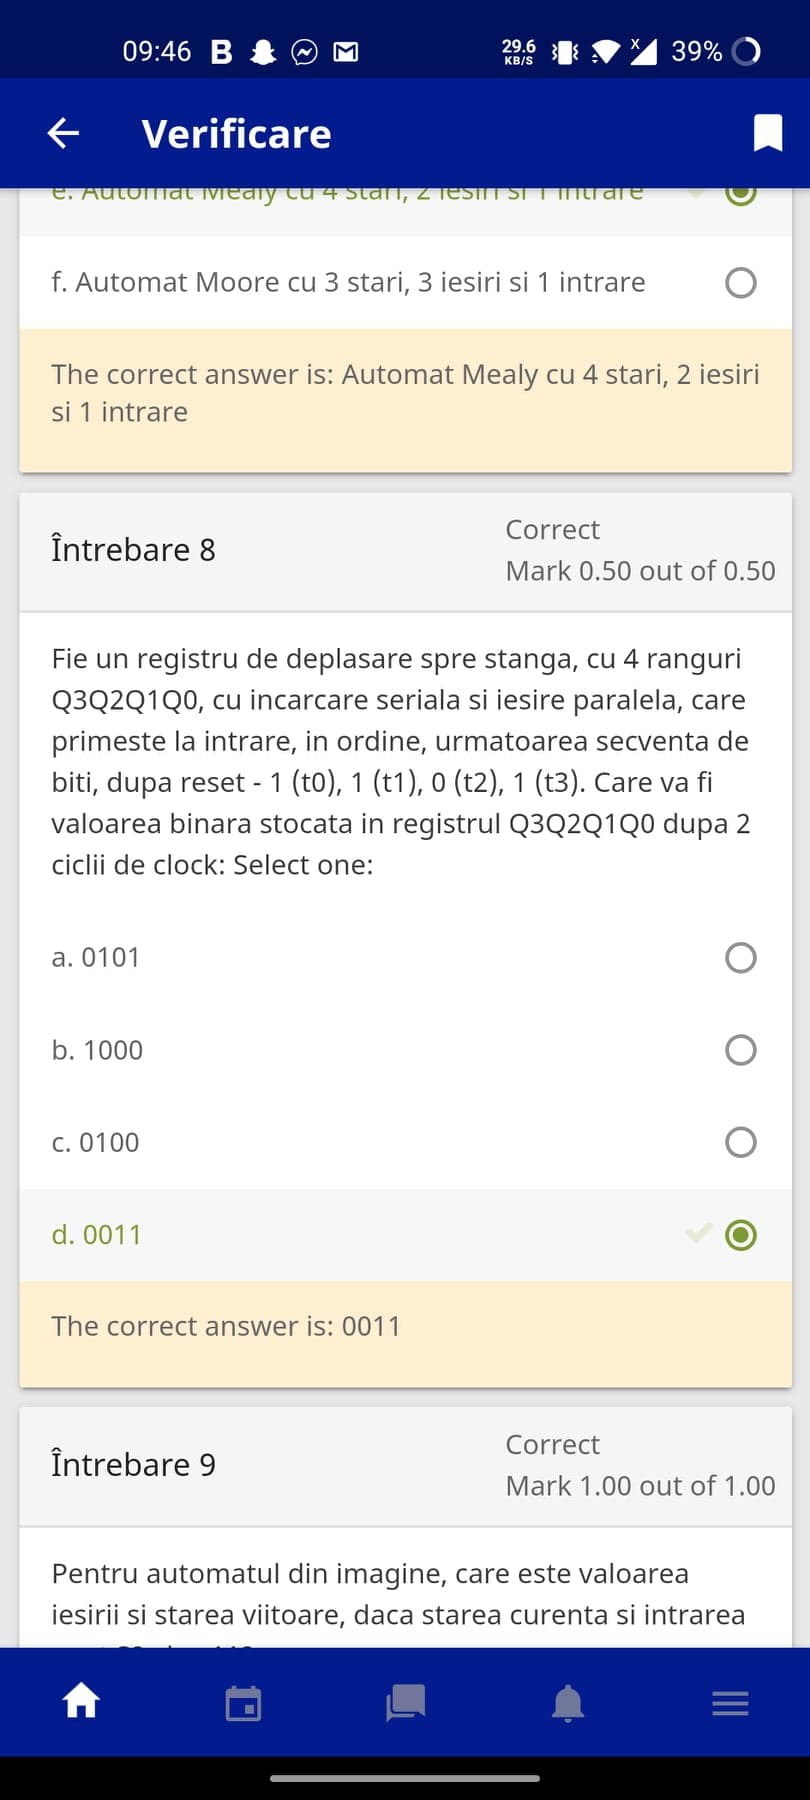 09:46 B 29.6 KB/S X 39%
Verificare
e. Automat Mealy cu 4 stari, 2 iesiri si 1 intrare
f. Automat Moore cu 3 stari, 3 iesiri si 1 intrare
The correct answer is: Automat Mealy cu 4 stari, 2 iesiri
si 1 intrare
Întrebare 8
Correct
Mark 0.50 out of 0.50
Fie un registru de deplasare spre stanga, cu 4 ranguri
Q3Q2Q1Q0, cu incarcare seriala si iesire paralela, care
primeste la intrare, in ordine, urmatoarea secventa de
biti, dupa reset - 1 (t0), 1 (t1), 0 (t2), 1 (t3). Care va fi
valoarea binara stocata in registrul Q3Q2Q1Q0 dupa 2
ciclii de clock: Select one:
a. 0101
b. 1000
c. 0100
d. 0011
The correct answer is: 0011
Întrebare 9
Correct
Mark 1.00 out of 1.00
Pentru automatul din imagine, care este valoarea
iesirii si starea viitoare, daca starea curenta si intrarea